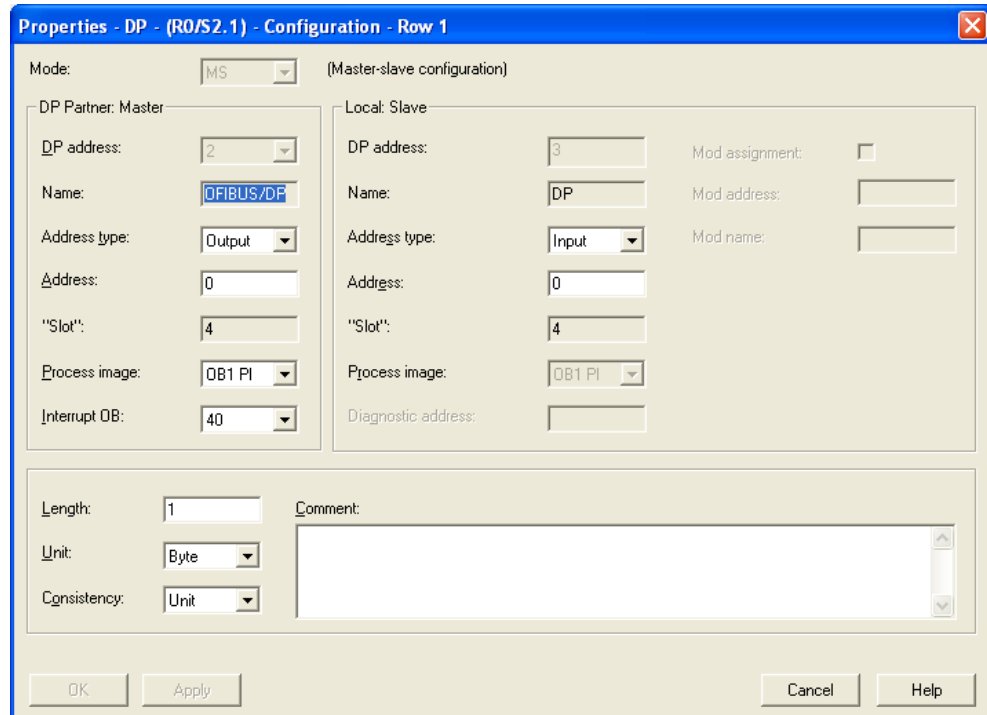 Properties - DP - (R0/S2.1) - Configuration - Row 1
Mode: MS (Master-slave configuration)
DP Partner: Master
DP address: 2
Name: OFIBUS/DP
Address type: Output
Address: 0
"Slot": 4
Process image: OB1 PI
Interrupt OB: 40
Local: Slave
DP address: 3
Name: DP
Address type: Input
Address: 0
"Slot": 4
Process image: OB1 PI
Diagnostic address:
Mod assignment:
Mod address:
Mod name:
Length: 1
Unit: Byte
Consistency: Unit
Comment:
OK Apply Cancel Help